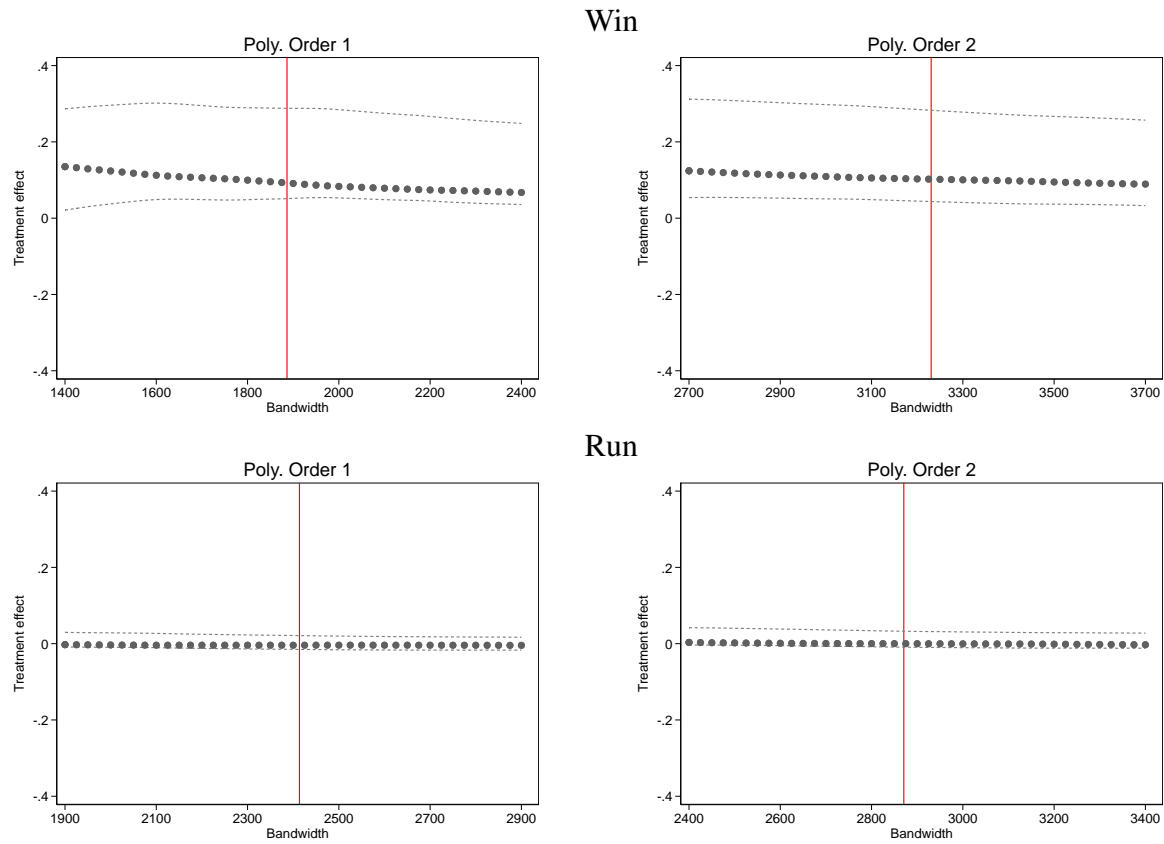 Win
Poly. Order 1
.4
.2
0
-.2
-.4
Treatment effect
1400 1600 1800 2000 2200 2400
Bandwidth
Poly. Order 2
.4
.2
0
-.2
-.4
Treatment effect
2700 2900 3100 3300 3500 3700
Bandwidth
Run
Poly. Order 1
.4
.2
0
-.2
-.4
Treatment effect
1900 2100 2300 2500 2700 2900
Bandwidth
Poly. Order 2
.4
.2
0
-.2
-.4
Treatment effect
2400 2600 2800 3000 3200 3400
Bandwidth